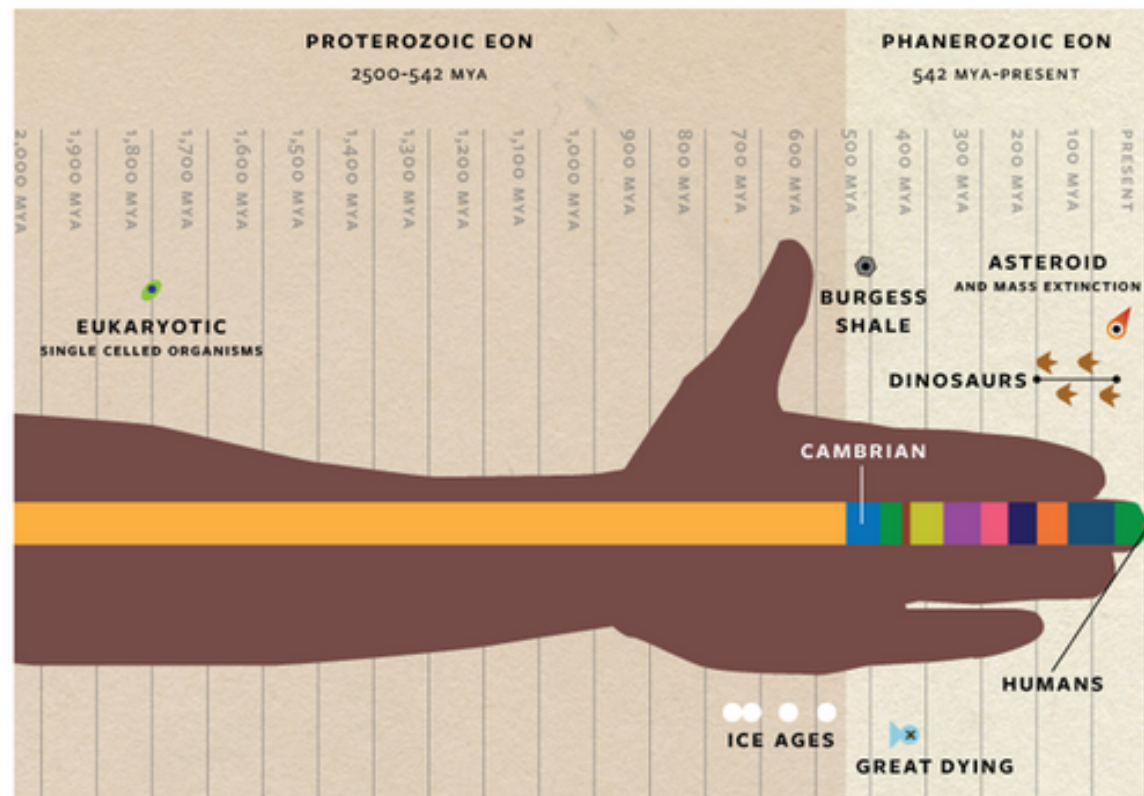 PROTEROZOIC EON
2500-542 MYA
PHANEROZOIC EON
542 MYA-PRESENT
2,000 MYA
1,900 MYA
1,800 MYA
1,700 MYA
1,600 MYA
1,500 MYA
1,400 MYA
1,300 MYA
1,200 MYA
1,100 MYA
1,000 MYA
900 MYA
800 MYA
700 MYA
600 MYA
500 MYA
400 MYA
300 MYA
200 MYA
100 MYA
PRESENT
EUKARYOTIC
SINGLE CELLED ORGANISMS
BURGESS
SHALE
ASTEROID
AND MASS EXTINCTION
DINOSAURS
CAMBRIAN
HUMANS
ICE AGES
GREAT DYING